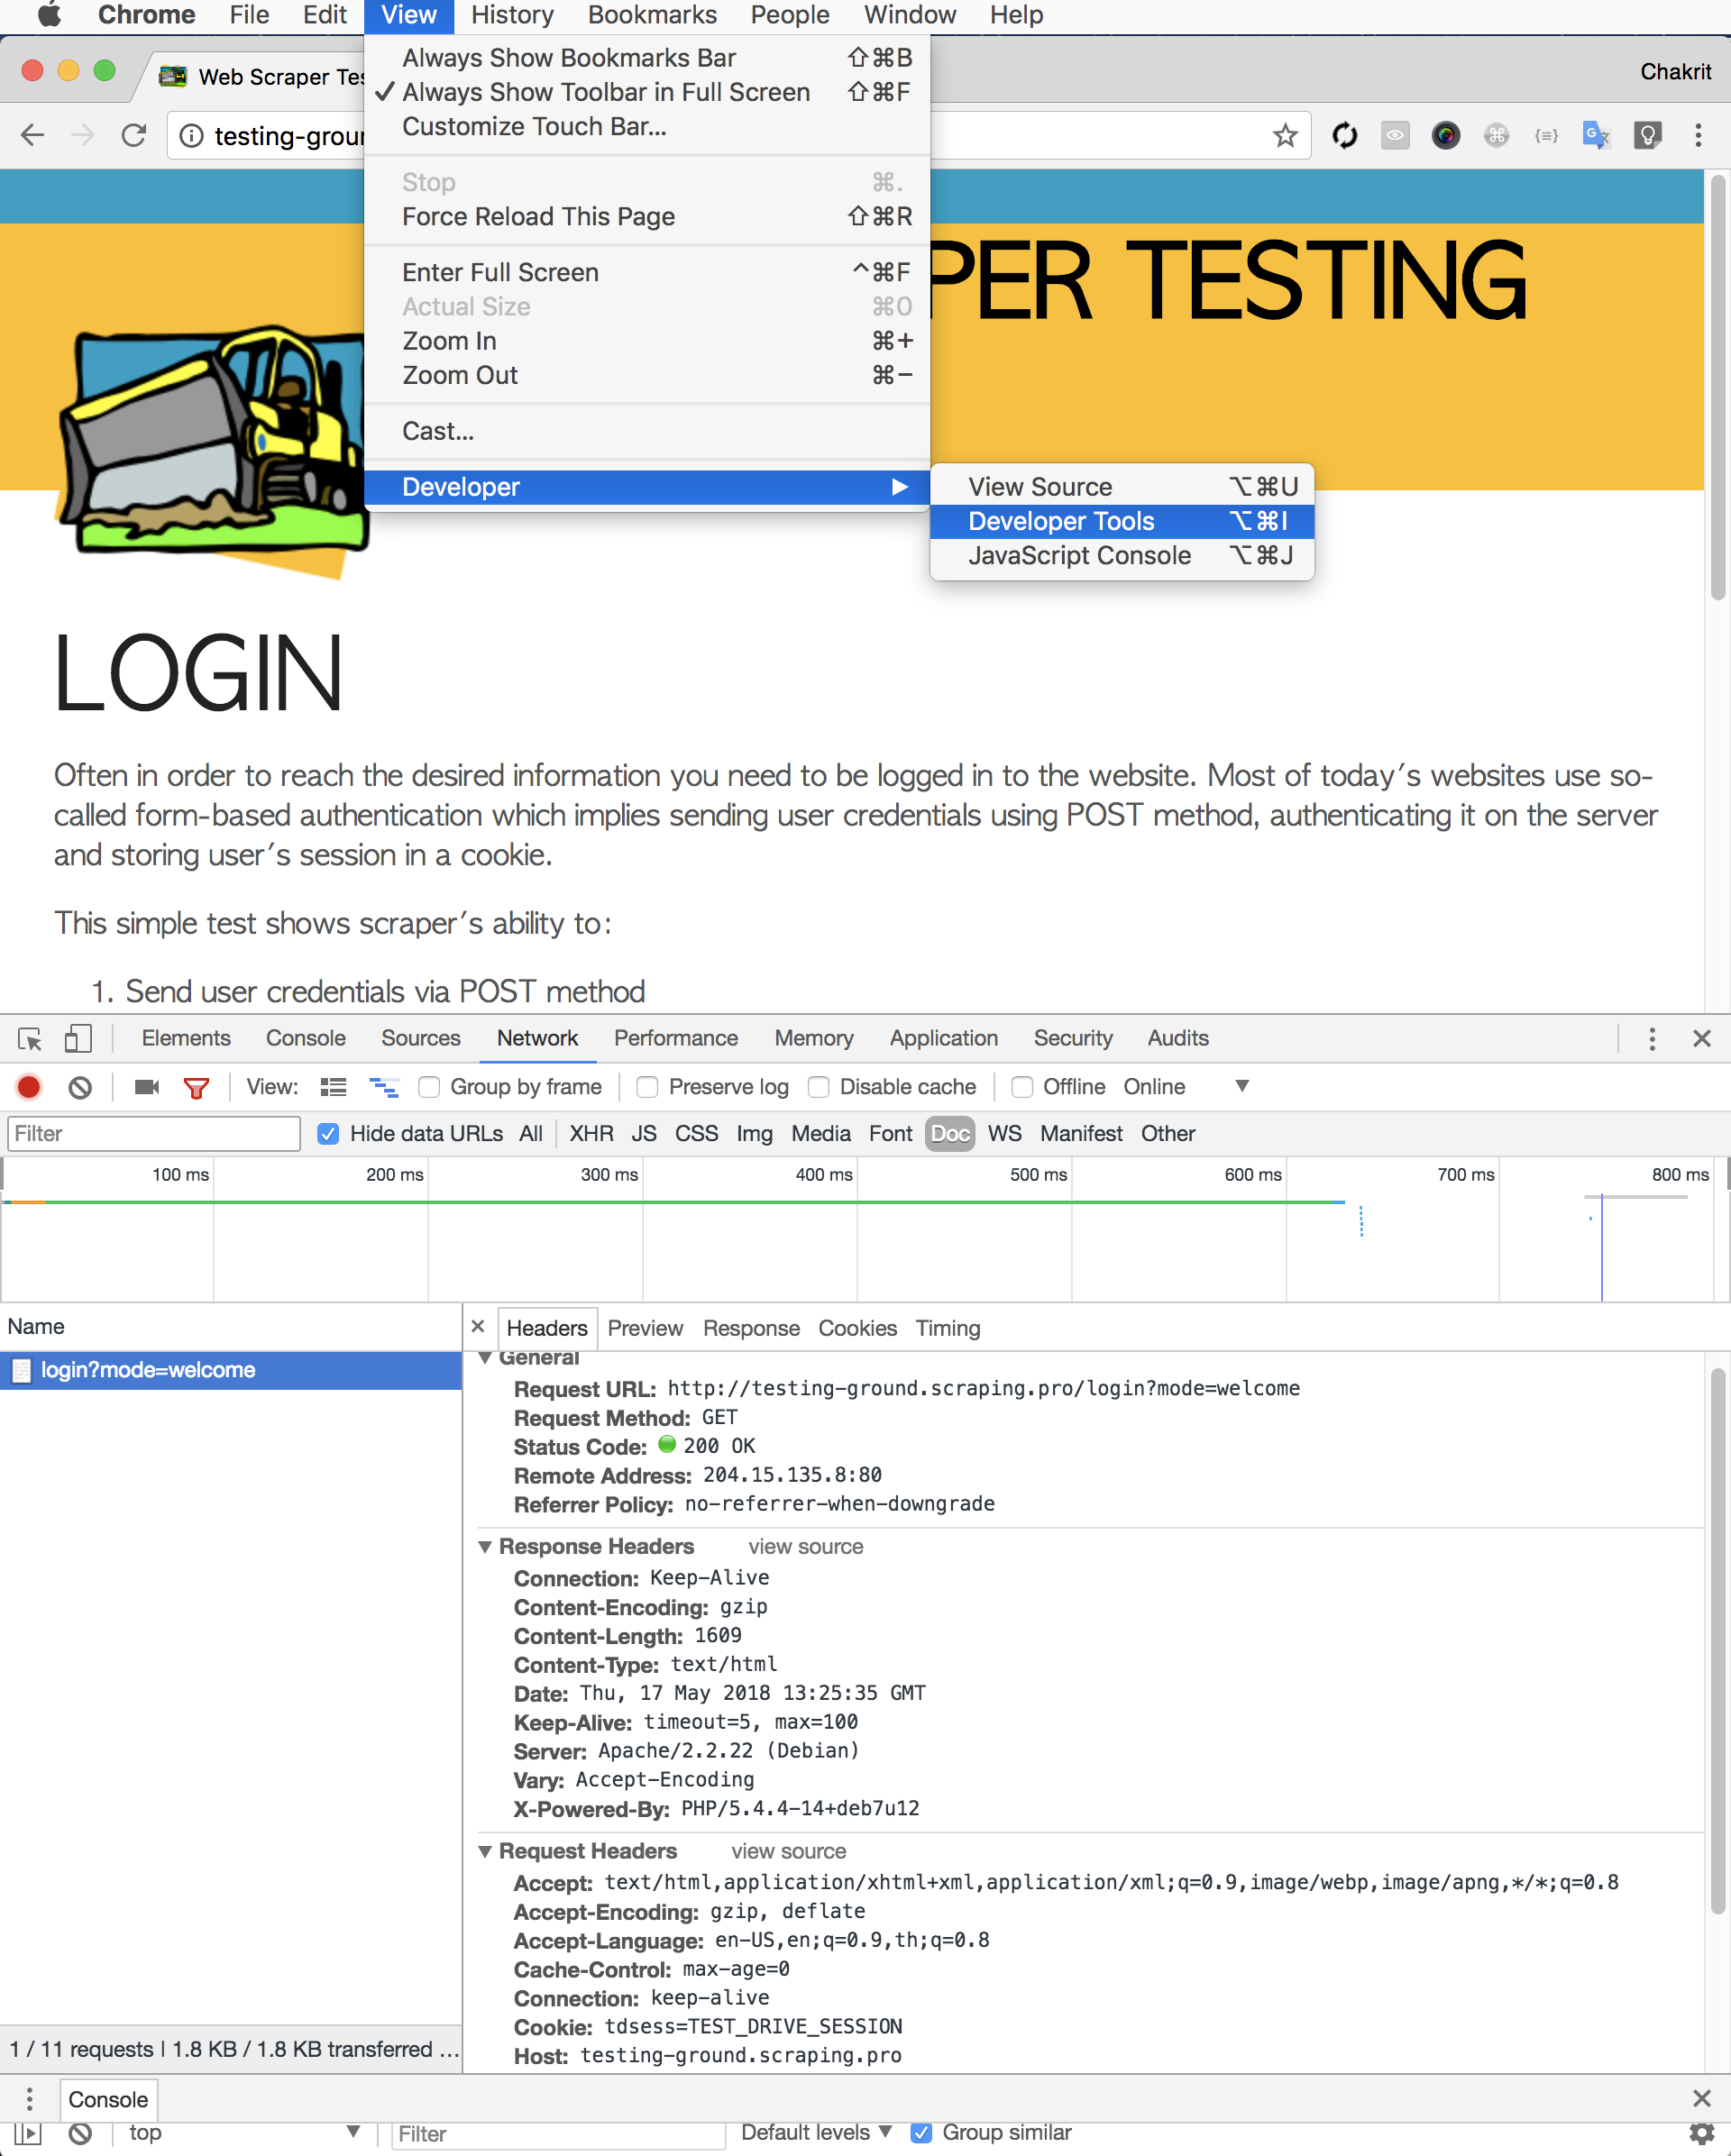 Chrome File Edit View History Bookmarks People Window Help
Always Show Bookmarks Bar ⇧⌘B
✓ Always Show Toolbar in Full Screen ⇧⌘F
Customize Touch Bar...
Stop ⌘.
Force Reload This Page ⇧⌘R
Enter Full Screen ^⌘F
Actual Size ⌘0
Zoom In ⌘+
Zoom Out ⌘−
Cast...
Developer ▶
View Source ⌥⌘U
Developer Tools ⌥⌘I
JavaScript Console ⌥⌘J
Web Scraper Tes
Chakrit
testing-groun
PER TESTING
LOGIN
Often in order to reach the desired information you need to be logged in to the website. Most of today′s websites use so-
called form-based authentication which implies sending user credentials using POST method, authenticating it on the server
and storing user′s session in a cookie.
This simple test shows scraper′s ability to:
1. Send user credentials via POST method
Elements Console Sources Network Performance Memory Application Security Audits
View: Group by frame Preserve log Disable cache Offline Online ▼
Filter Hide data URLs All XHR JS CSS Img Media Font Doc WS Manifest Other
100 ms 200 ms 300 ms 400 ms 500 ms 600 ms 700 ms 800 ms
Name
login?mode=welcome
× Headers Preview Response Cookies Timing
▼ General
Request URL: http://testing-ground.scraping.pro/login?mode=welcome
Request Method: GET
Status Code: 200 OK
Remote Address: 204.15.135.8:80
Referrer Policy: no-referrer-when-downgrade
▼ Response Headers view source
Connection: Keep-Alive
Content-Encoding: gzip
Content-Length: 1609
Content-Type: text/html
Date: Thu, 17 May 2018 13:25:35 GMT
Keep-Alive: timeout=5, max=100
Server: Apache/2.2.22 (Debian)
Vary: Accept-Encoding
X-Powered-By: PHP/5.4.4-14+deb7u12
▼ Request Headers view source
Accept: text/html,application/xhtml+xml,application/xml;q=0.9,image/webp,image/apng,*/*;q=0.8
Accept-Encoding: gzip, deflate
Accept-Language: en-US,en;q=0.9,th;q=0.8
Cache-Control: max-age=0
Connection: keep-alive
Cookie: tdsess=TEST_DRIVE_SESSION
Host: testing-ground.scraping.pro
1 / 11 requests | 1.8 KB / 1.8 KB transferred ...
Console
top ▼ Filter Default levels ▼ Group similar